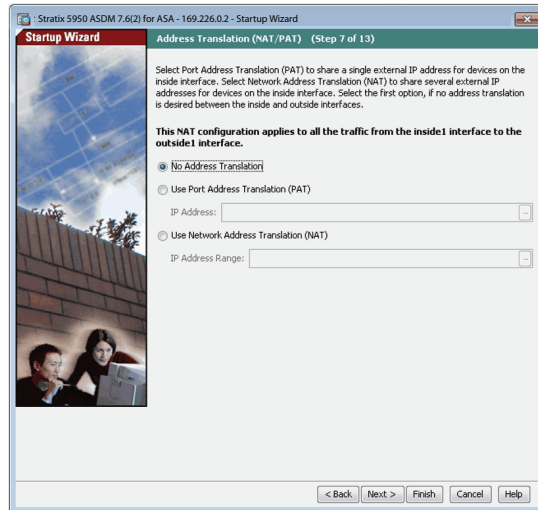 Stratix 5950 ASDM 7.6(2) for ASA - 169.226.0.2 - Startup Wizard
Startup Wizard
Address Translation (NAT/PAT) (Step 7 of 13)
Select Port Address Translation (PAT) to share a single external IP address for devices on the
inside interface. Select Network Address Translation (NAT) to share several external IP
addresses for devices on the inside interface. Select the first option, if no address translation
is desired between the inside and outside interfaces.
This NAT configuration applies to all the traffic from the inside1 interface to the
outside1 interface.
No Address Translation
Use Port Address Translation (PAT)
IP Address:
...
Use Network Address Translation (NAT)
IP Address Range:
...
< Back
Next >
Finish
Cancel
Help